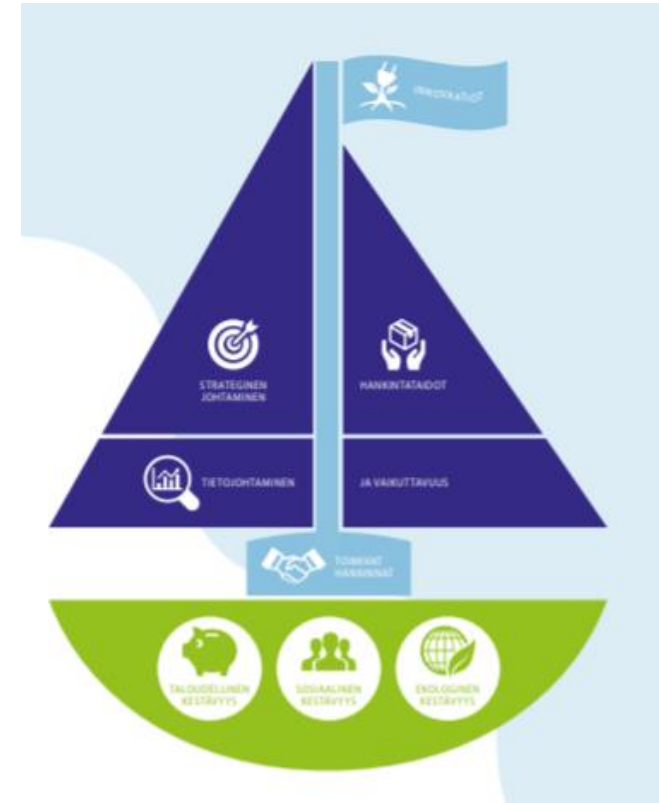 INNOVAATIOT
STRATEGINEN
JOHTAMINEN
HANKINTATAIDOT
TIETOJOHTAMINEN
JA VAIKUTTAVUUS
TOIMIVAT
HANKINNAT
TALOUDELLINEN
KESTÄVYYS
SOSIAALINEN
KESTÄVYYS
EKOLOGINEN
KESTÄVYYS